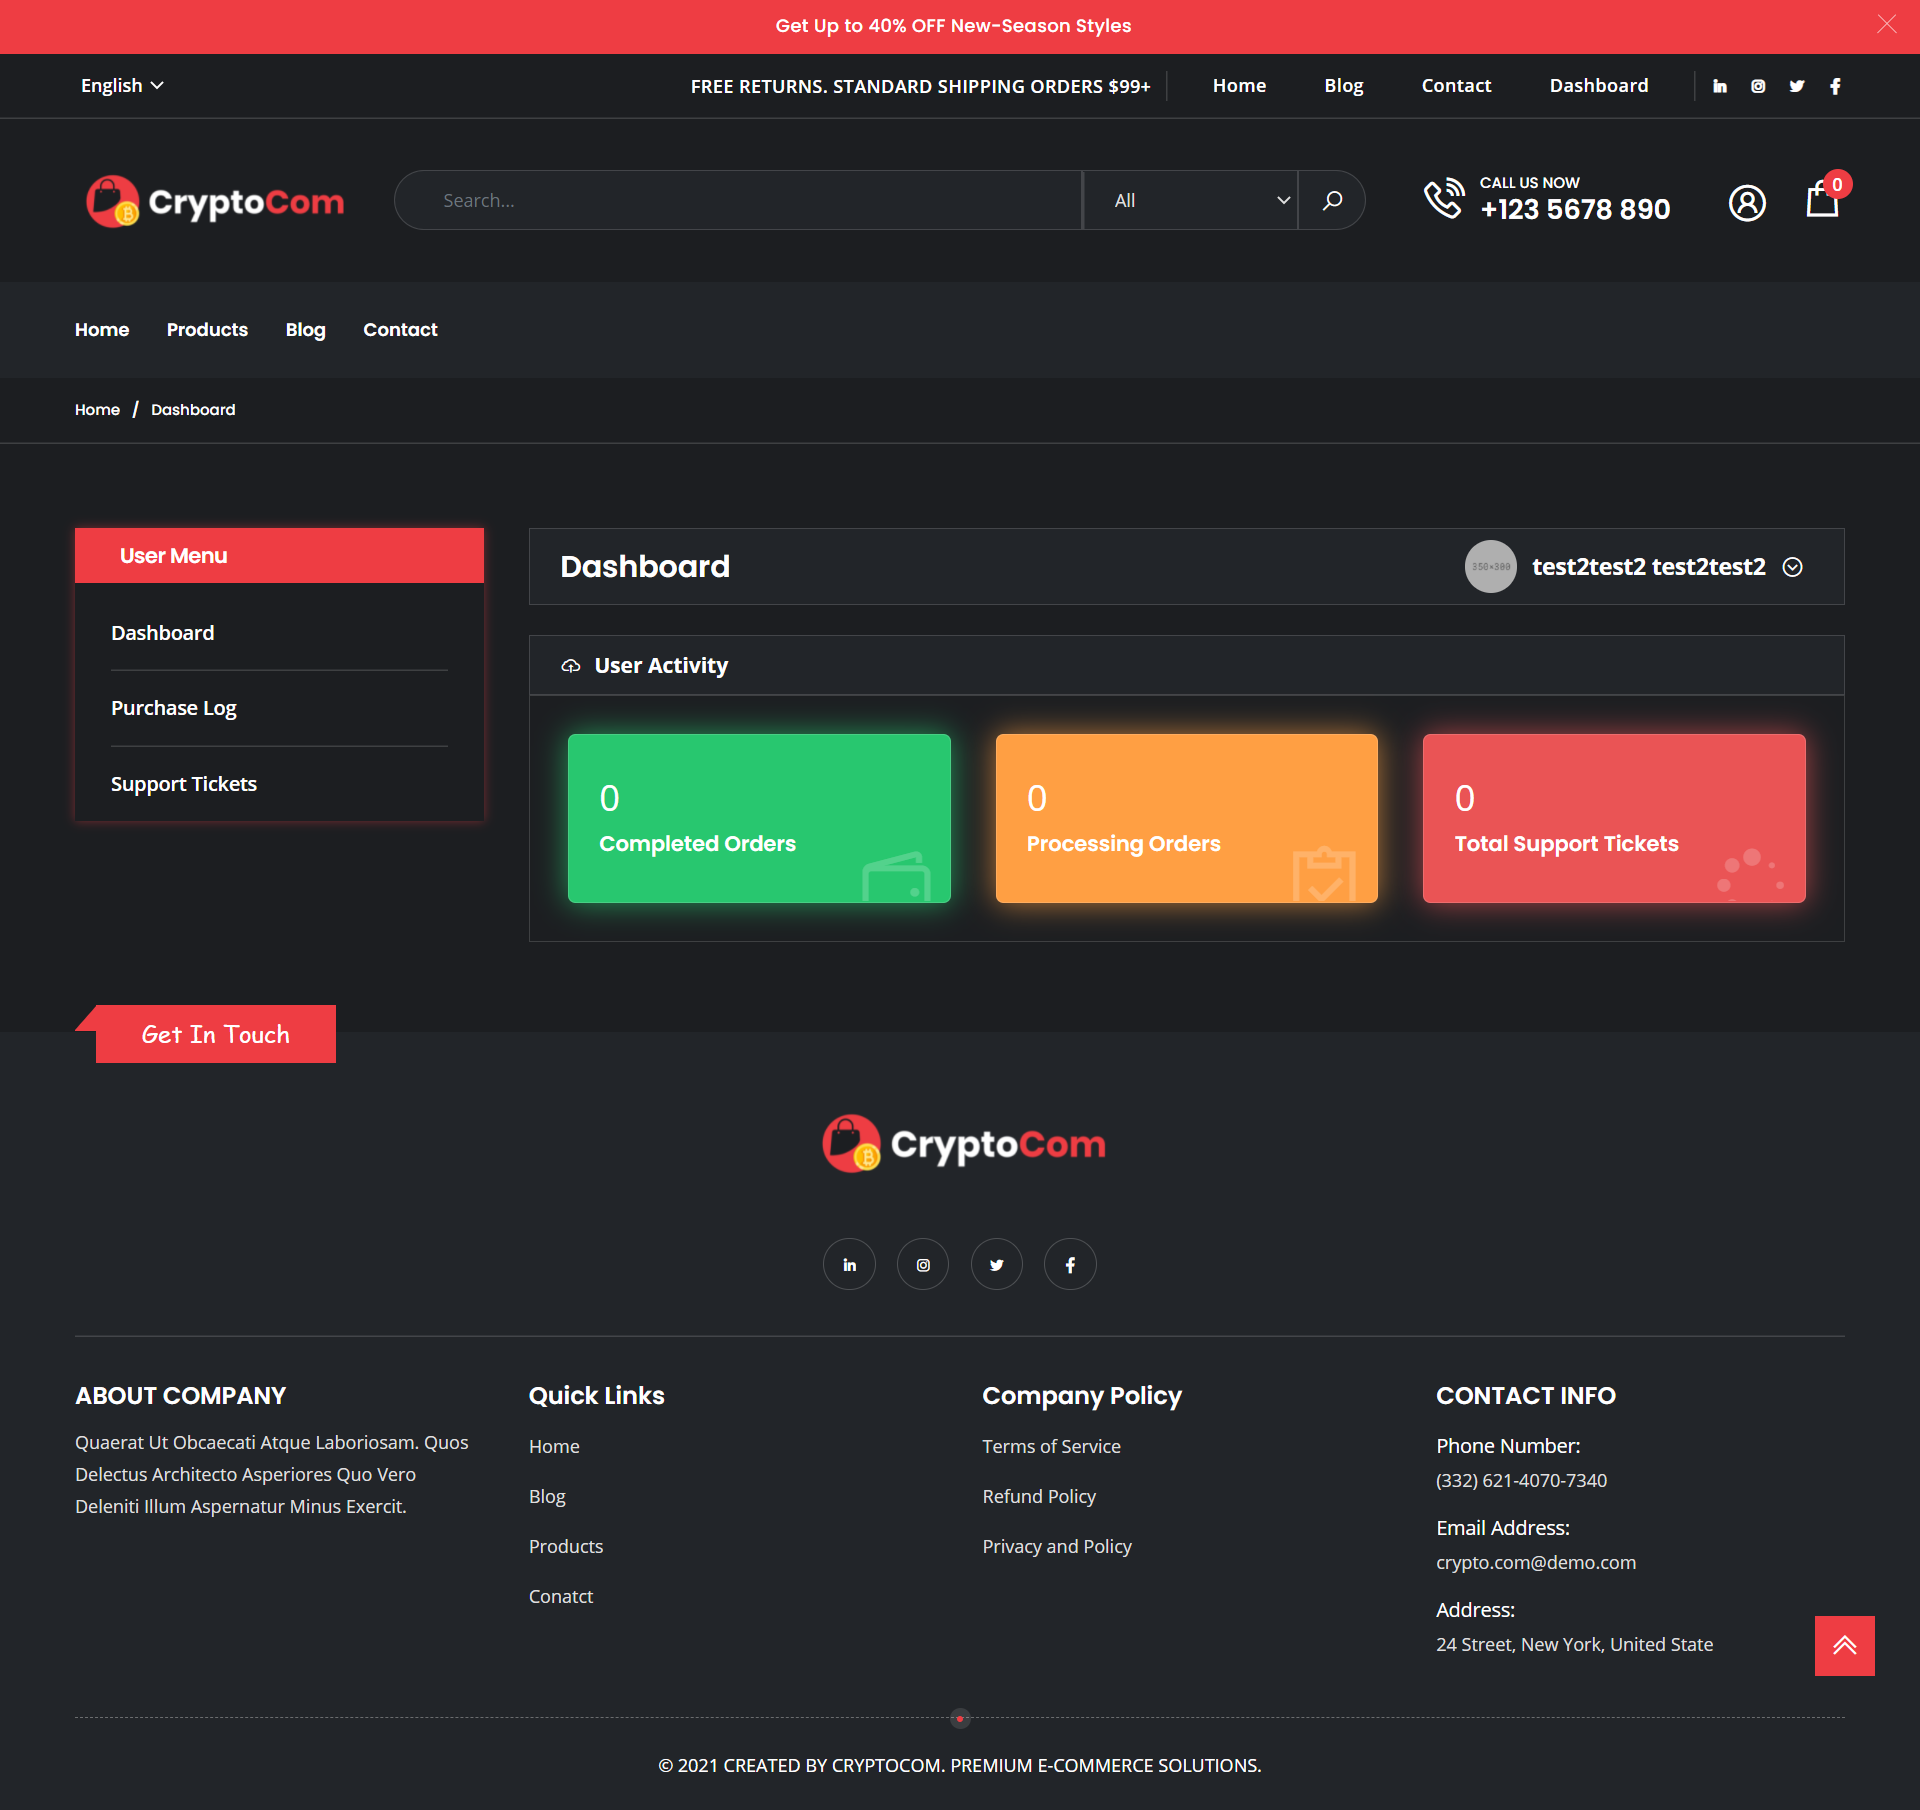 Get Up to 40% OFF New-Season Styles
English
FREE RETURNS. STANDARD SHIPPING ORDERS $99+
Home
Blog
Contact
Dashboard
CryptoCom
Search...
All
CALL US NOW
+123 5678 890
0
Home
Products
Blog
Contact
Home / Dashboard
User Menu
Dashboard
Purchase Log
Support Tickets
Dashboard
350×300
test2test2 test2test2
User Activity
0
Completed Orders
0
Processing Orders
0
Total Support Tickets
Get In Touch
CryptoCom
ABOUT COMPANY
Quaerat Ut Obcaecati Atque Laboriosam. Quos
Delectus Architecto Asperiores Quo Vero
Deleniti Illum Aspernatur Minus Exercit.
Quick Links
Home
Blog
Products
Conatct
Company Policy
Terms of Service
Refund Policy
Privacy and Policy
CONTACT INFO
Phone Number:
(332) 621-4070-7340
Email Address:
crypto.com@demo.com
Address:
24 Street, New York, United State
© 2021 CREATED BY CRYPTOCOM. PREMIUM E-COMMERCE SOLUTIONS.